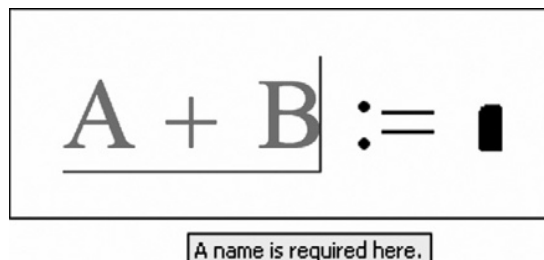 A + B :=
A name is required here.